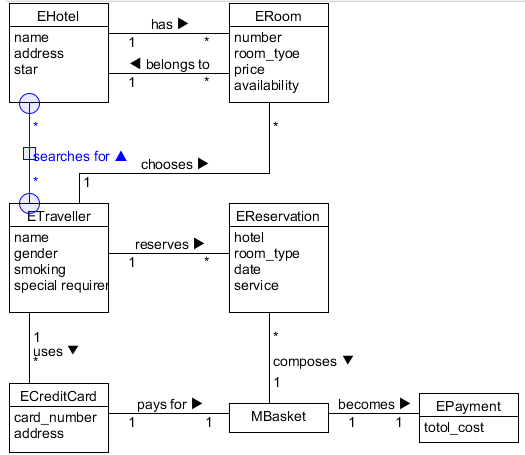 EHotel
name
address
star
has ▶
1 *
◀ belongs to
1 *
ERoom
number
room_tyoe
price
availability
*
searches for ▲
*
*
chooses ▶
1
ETraveller
name
gender
smoking
special requirer
reserves ▶
1 *
EReservation
hotel
room_type
date
service
1
uses ▼
*
*
composes ▼
1
ECreditCard
card_number
address
pays for ▶
1 1
MBasket
becomes ▶
1 1
EPayment
totol_cost